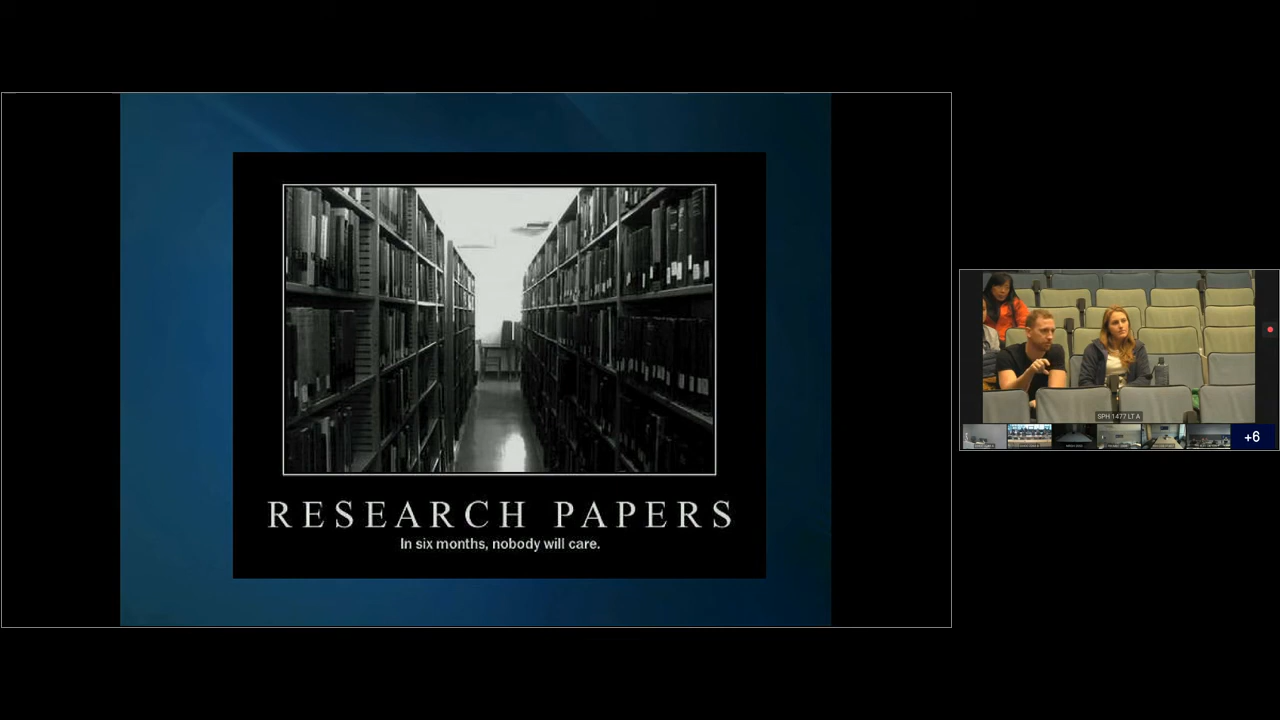 RESEARCH PAPERS
In six months, nobody will care.
SPH 1477 LT A
+6